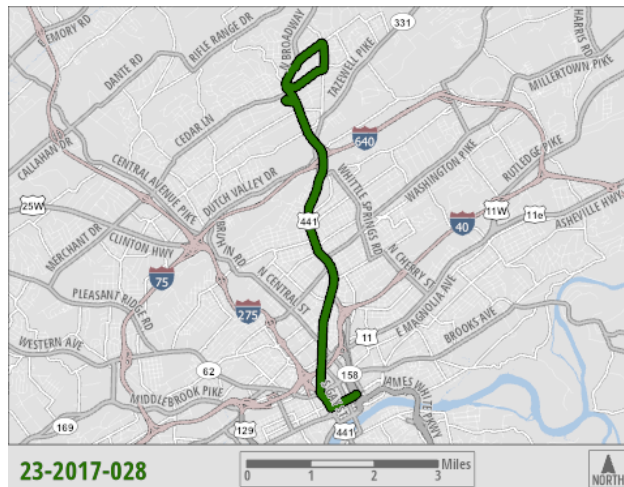 EMORY RD
RIFLE RANGE DR
N BROADWAY
331
HARRIS RD
DANTE RD
TAZEWELL PIKE
MILLERTOWN PIKE
CEDAR LN
CALLAHAN DR
640
CENTRAL AVENUE PIKE
DUTCH VALLEY DR
WHITTLE SPRINGS RD
WASHINGTON PIKE
RUTLEDGE PIKE
25W
441
11W
11e
ASHEVILLE HWY
MERCHANT DR
CLINTON HWY
BRUHIN RD
40
75
N CENTRAL ST
N CHERRY ST
PLEASANT RIDGE RD
275
E MAGNOLIA AVE
BROOKS AVE
WESTERN AVE
11
62
158
MIDDLEBROOK PIKE
JAMES WHITE PKWY
169
129
441
23-2017-028
Miles
0 1 2 3
NORTH